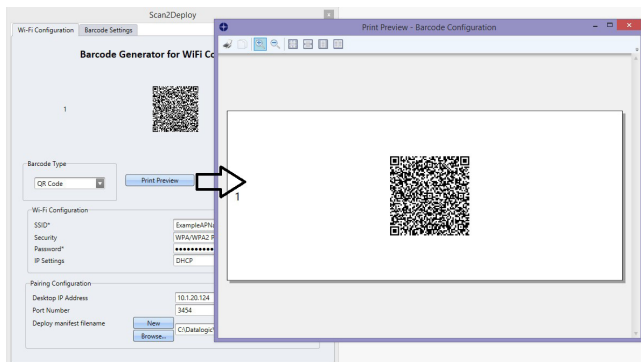 Scan2Deploy
Wi-Fi Configuration Barcode Settings
Barcode Generator for WiFi Co
1
Barcode Type
QR Code
Print Preview
Wi-Fi Configuration
SSID* ExampleAPN
Security WPA/WPA2 P
Password*
IP Settings DHCP
Pairing Configuration
Desktop IP Address 10.1.20.124
Port Number 3454
Deploy manifest filename New
Browse... C:\Datalogic\
Print Preview - Barcode Configuration
1